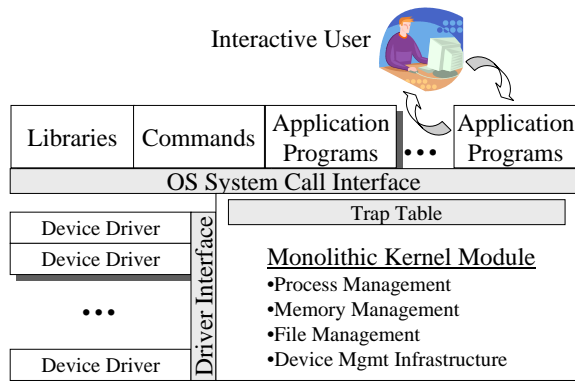 Interactive User
Libraries
Commands
Application
Programs
•••
Application
Programs
OS System Call Interface
Trap Table
Device Driver
Device Driver
•••
Device Driver
Driver Interface
Monolithic Kernel Module
•Process Management
•Memory Management
•File Management
•Device Mgmt Infrastructure